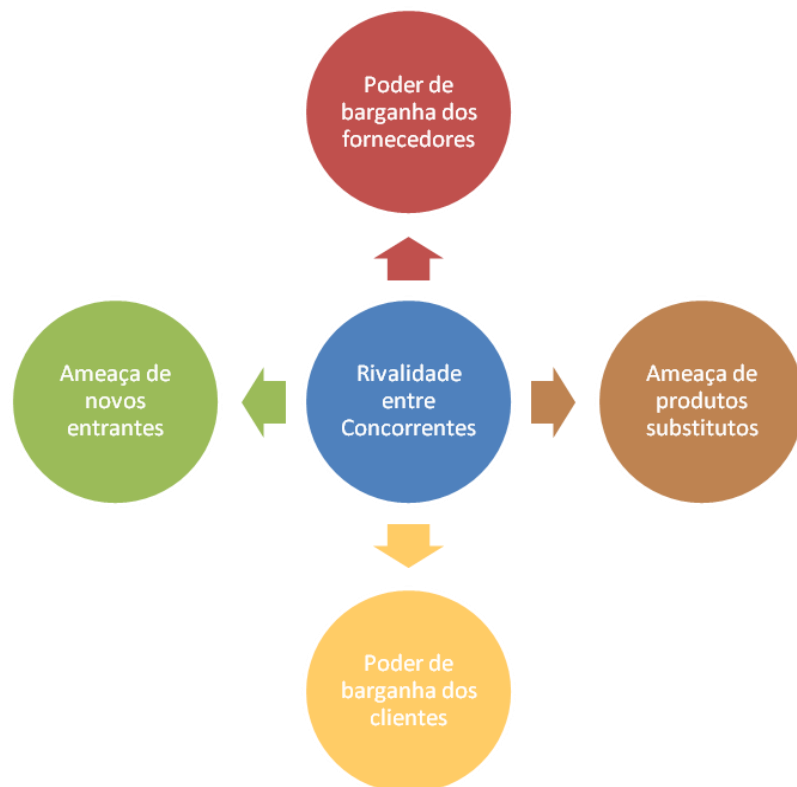 Poder de
barganha dos
fornecedores
Ameaça de
novos
entrantes
Rivalidade
entre
Concorrentes
Ameaça de
produtos
substitutos
Poder de
barganha dos
clientes